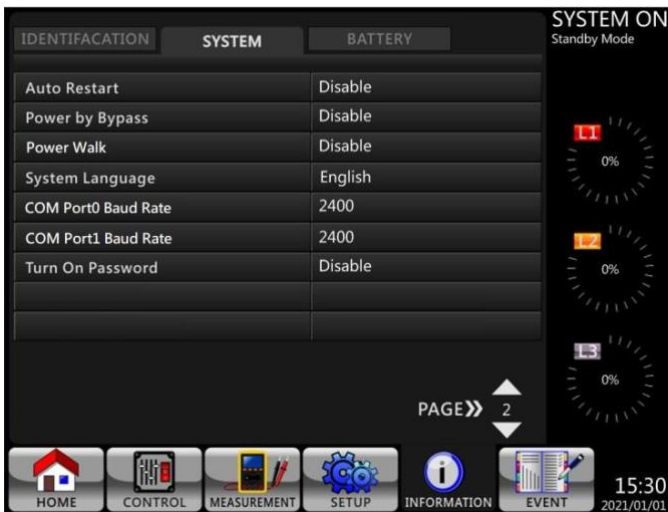 SYSTEM ON
Standby Mode
IDENTIFACATION SYSTEM BATTERY
Auto Restart Disable
Power by Bypass Disable
Power Walk Disable
System Language English
COM Port0 Baud Rate 2400
COM Port1 Baud Rate 2400
Turn On Password Disable
L1
0%
L2
0%
L3
0%
PAGE 2
HOME CONTROL MEASUREMENT SETUP INFORMATION EVENT
15:30
2021/01/01